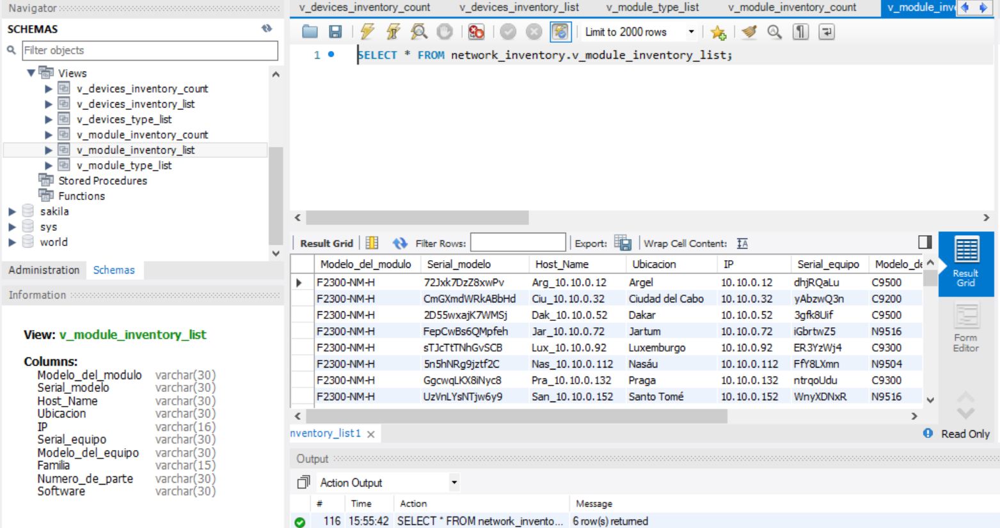 Navigator
SCHEMAS
Filter objects
Views
v_devices_inventory_count
v_devices_inventory_list
v_devices_type_list
v_module_inventory_count
v_module_inventory_list
v_module_type_list
Stored Procedures
Functions
sakila
sys
world
Administration Schemas
Information
View: v_module_inventory_list
Columns:
Modelo_del_modulo varchar(30)
Serial_modelo varchar(30)
Host_Name varchar(30)
Ubicacion varchar(30)
IP varchar(16)
Serial_equipo varchar(30)
Modelo_del_equipo varchar(30)
Familia varchar(15)
Numero_de_parte varchar(30)
Software varchar(30)
v_devices_inventory_count v_devices_inventory_list v_module_type_list v_module_inventory_count v_module_inve
Limit to 2000 rows
1 SELECT * FROM network_inventory.v_module_inventory_list;
Result Grid Filter Rows: Export: Wrap Cell Content:
Modelo_del_modulo Serial_modelo Host_Name Ubicacion IP Serial_equipo Modelo_de
F2300-NM-H 72Jxk7DzZ8xwPv Arg_10.10.0.12 Argel 10.10.0.12 dhjRQaLu C9500
F2300-NM-H CmGXmdWRkABbHd Ciu_10.10.0.32 Ciudad del Cabo 10.10.0.32 yAbzwQ3n C9200
F2300-NM-H 2D55wxajK7WMSj Dak_10.10.0.52 Dakar 10.10.0.52 3gfk8Uif C9500
F2300-NM-H FepCwBs6QMpfeh Jar_10.10.0.72 Jartum 10.10.0.72 iGbrtwZ5 N9516
F2300-NM-H sTJcTtTNhGvSCB Lux_10.10.0.92 Luxemburgo 10.10.0.92 ER3YzWj4 C9300
F2300-NM-H 5n5hNRg9jztf2C Nas_10.10.0.112 Nasáu 10.10.0.112 FfY8LXmn N9504
F2300-NM-H GgcwqLKX8iNyc8 Pra_10.10.0.132 Praga 10.10.0.132 ntrqoUdu C9300
F2300-NM-H UzVnLYsNTjw6y9 San_10.10.0.152 Santo Tomé 10.10.0.152 WnyXDNxR N9516
Result
Grid
Form
Editor
nventory_list1
Read Only
Output
Action Output
# Time Action Message
116 15:55:42 SELECT * FROM network_invento... 6 row(s) returned